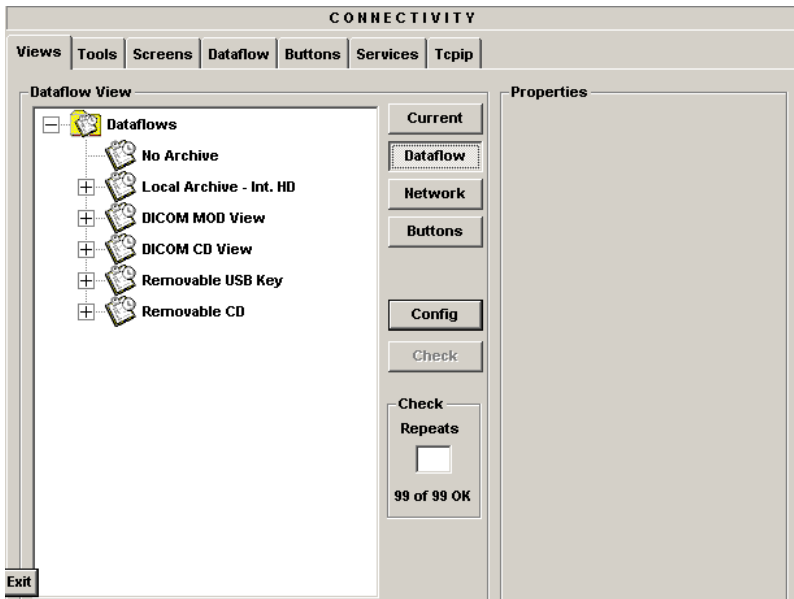 CONNECTIVITY
Views Tools Screens Dataflow Buttons Services Tcpip
Dataflow View
Dataflows
No Archive
Local Archive - Int. HD
DICOM MOD View
DICOM CD View
Removable USB Key
Removable CD
Current
Dataflow
Network
Buttons
Config
Check
Check
Repeats
99 of 99 OK
Properties
Exit